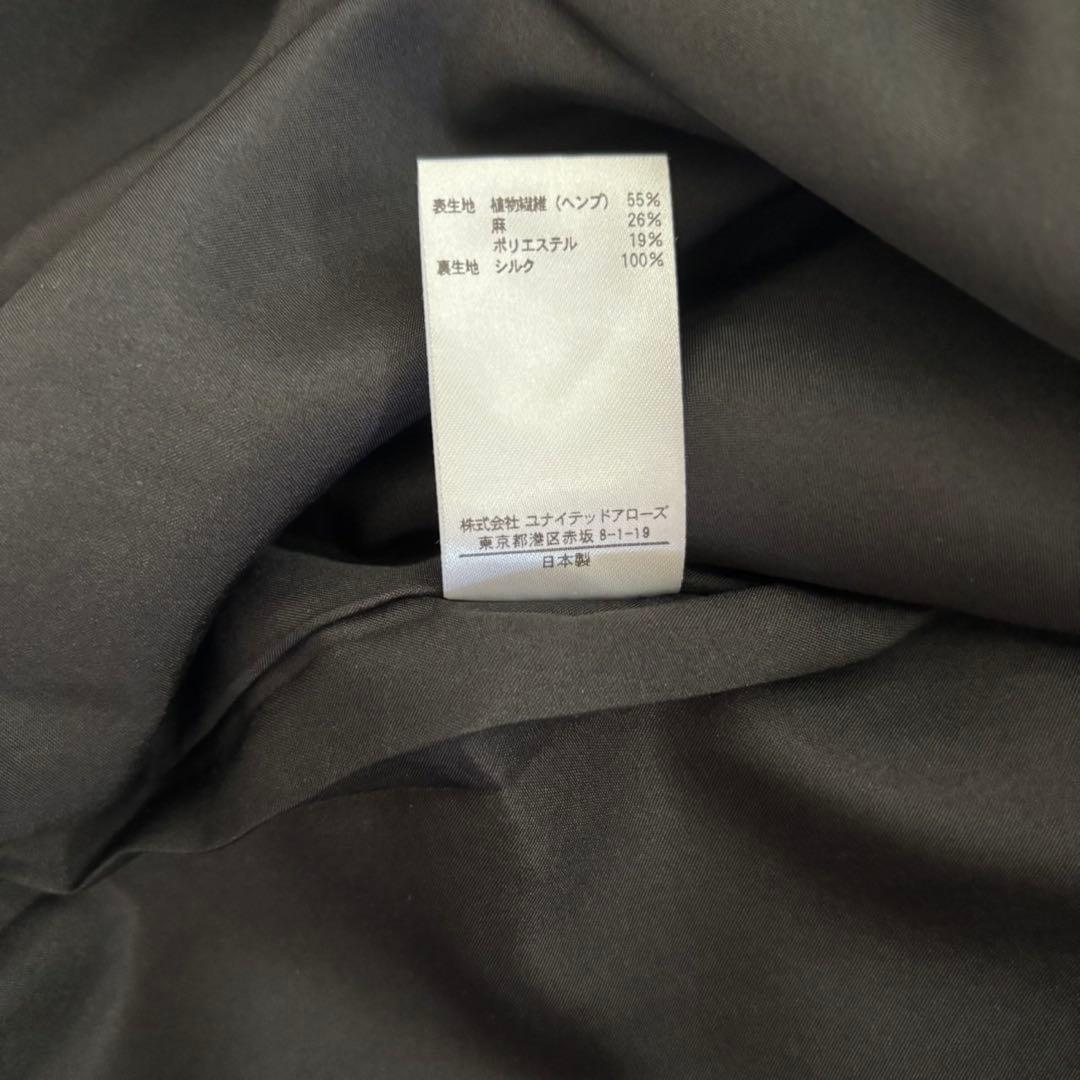 表生地 植物繊維(ヘンプ) 55%
麻 26%
ポリエステル 19%
裏生地 シルク 100%
株式会社 ユナイテッドアローズ
東京都港区赤坂 8-1-19
日本製